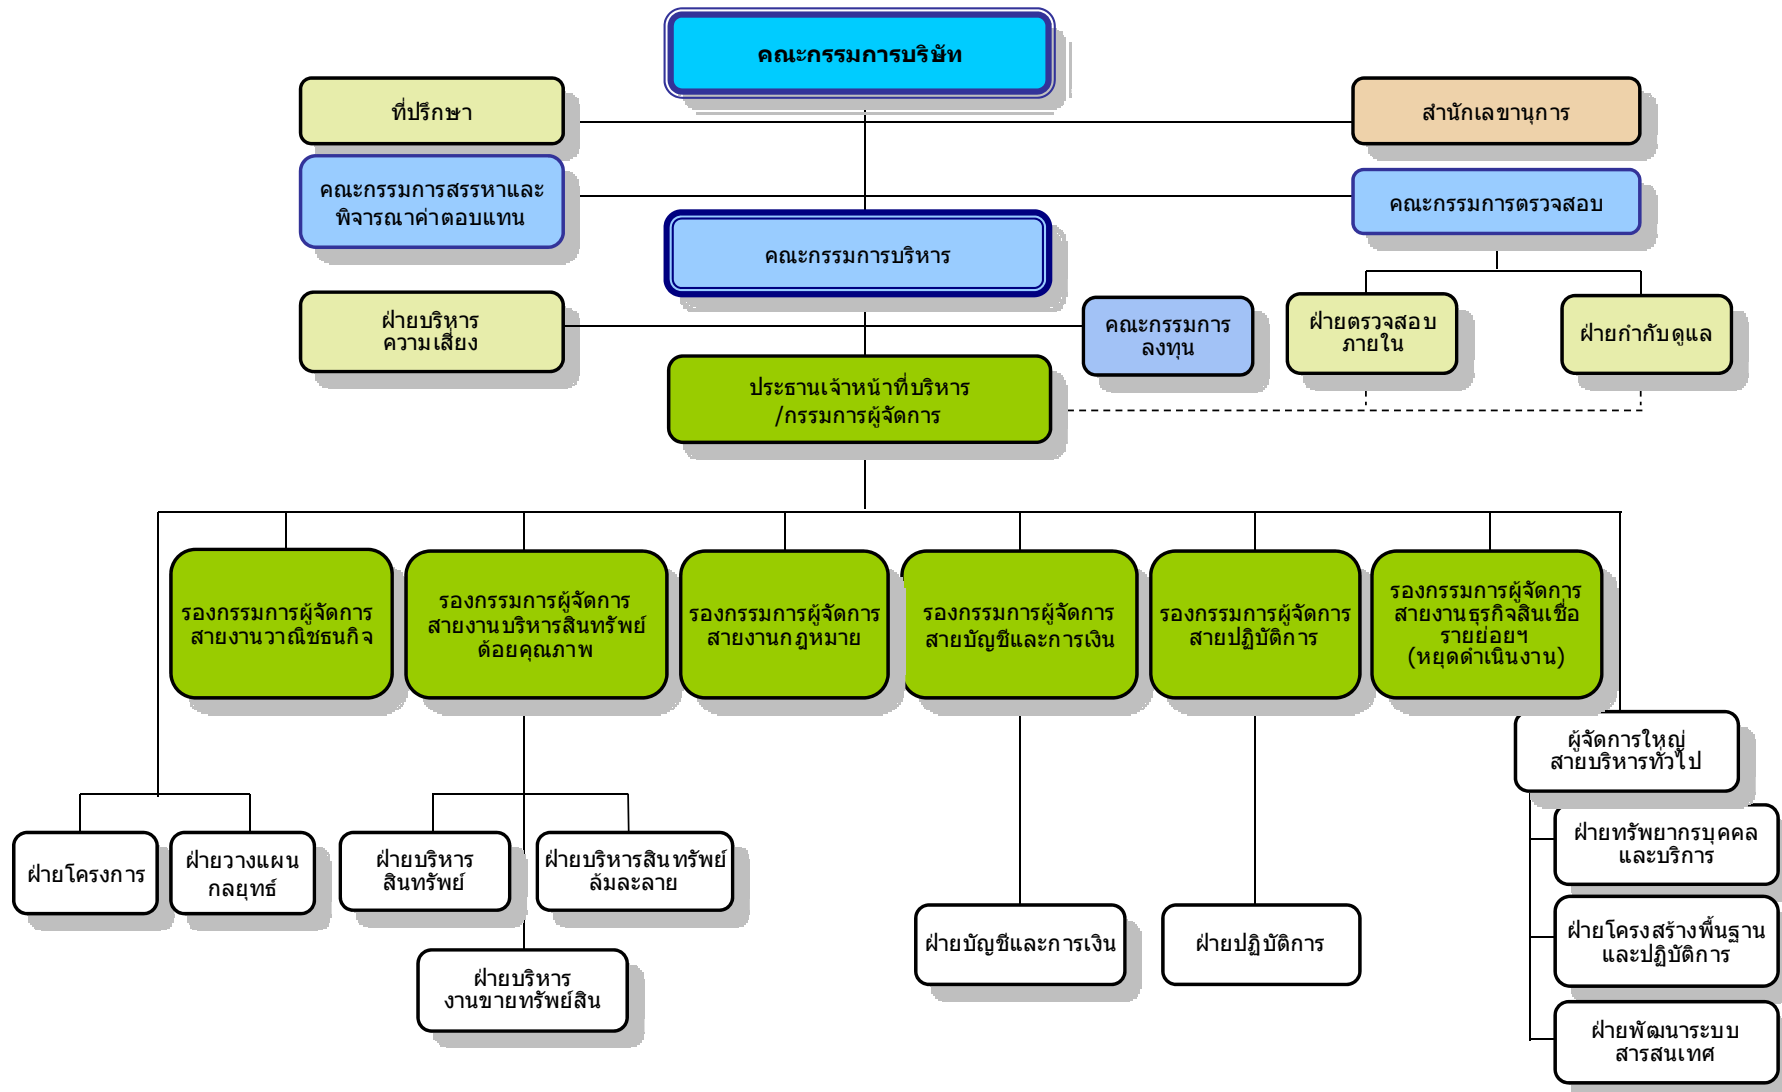 คณะกรรมการบริษัท
ที่ปรึกษา
สำนักเลขานุการ
คณะกรรมการสรรหาและ
พิจารณาค่าตอบแทน
คณะกรรมการตรวจสอบ
คณะกรรมการบริหาร
ฝ่ายบริหาร
ความเสี่ยง
คณะกรรมการ
ลงทุน
ฝ่ายตรวจสอบ
ภายใน
ฝ่ายกำกับดูแล
ประธานเจ้าหน้าที่บริหาร
/กรรมการผู้จัดการ
รองกรรมการผู้จัดการ
สายงานวาณิชธนกิจ
รองกรรมการผู้จัดการ
สายงานบริหารสินทรัพย์
ด้อยคุณภาพ
รองกรรมการผู้จัดการ
สายงานกฎหมาย
รองกรรมการผู้จัดการ
สายบัญชีและการเงิน
รองกรรมการผู้จัดการ
สายปฏิบัติการ
รองกรรมการผู้จัดการ
สายงานธุรกิจสินเชื่อ
รายย่อยฯ
(หยุดดำเนินงาน)
ผู้จัดการใหญ่
สายบริหารทั่วไป
ฝ่ายโครงการ
ฝ่ายวางแผน
กลยุทธ์
ฝ่ายบริหาร
สินทรัพย์
ฝ่ายบริหารสินทรัพย์
ล้มละลาย
ฝ่ายบริหาร
งานขายทรัพย์สิน
ฝ่ายบัญชีและการเงิน
ฝ่ายปฏิบัติการ
ฝ่ายทรัพยากรบุคคล
และบริการ
ฝ่ายโครงสร้างพื้นฐาน
และปฏิบัติการ
ฝ่ายพัฒนาระบบ
สารสนเทศ